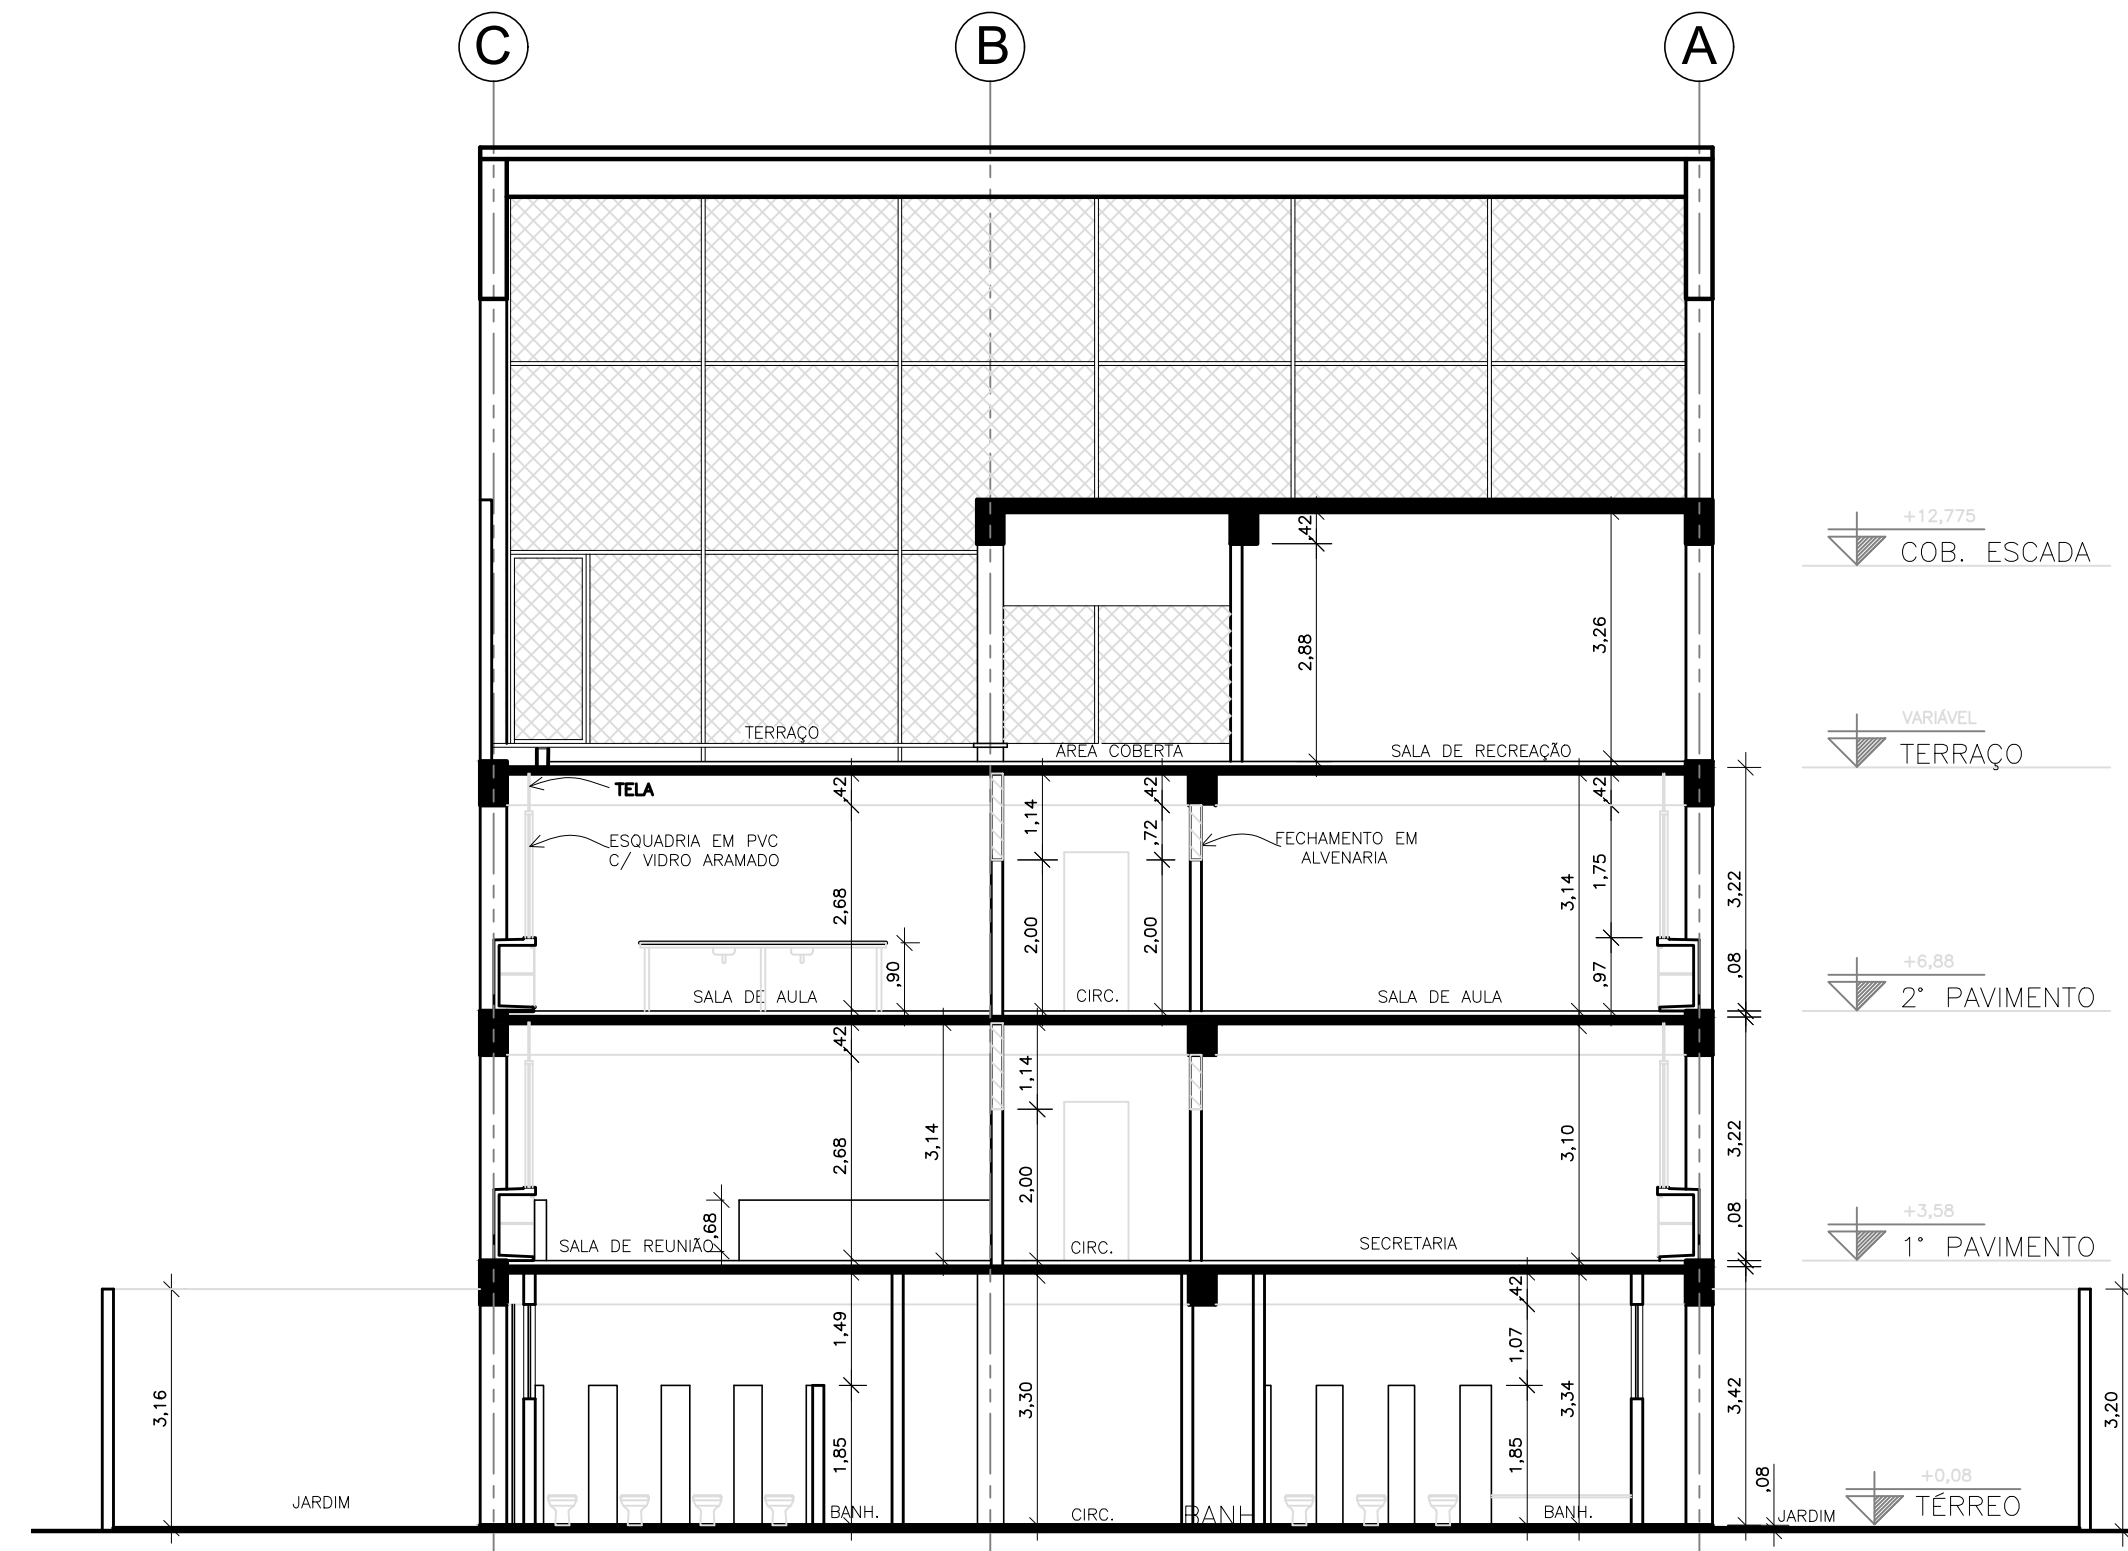 C
B
A
+12,775
COB. ESCADA
,42
2,88
3,26
VARIÁVEL
TERRAÇO
TERRAÇO
AREA COBERTA
SALA DE RECREAÇÃO
TELA
ESQUADRIA EM PVC
C/ VIDRO ARAMADO
FECHAMENTO EM
ALVENARIA
,42
1,14
,42
,72
,42
1,75
2,68
2,00
2,00
3,14
3,22
,90
,97
,08
+6,88
2° PAVIMENTO
SALA DE AULA
CIRC.
SALA DE AULA
,42
1,14
2,68
3,14
2,00
3,10
3,22
,68
,08
+3,58
1° PAVIMENTO
SALA DE REUNIÃO
CIRC.
SECRETARIA
,42
1,49
1,07
3,16
3,30
3,34
3,42
3,20
1,85
1,85
,08
+0,08
TÉRREO
JARDIM
BANH.
CIRC.
BANH
BANH.
JARDIM